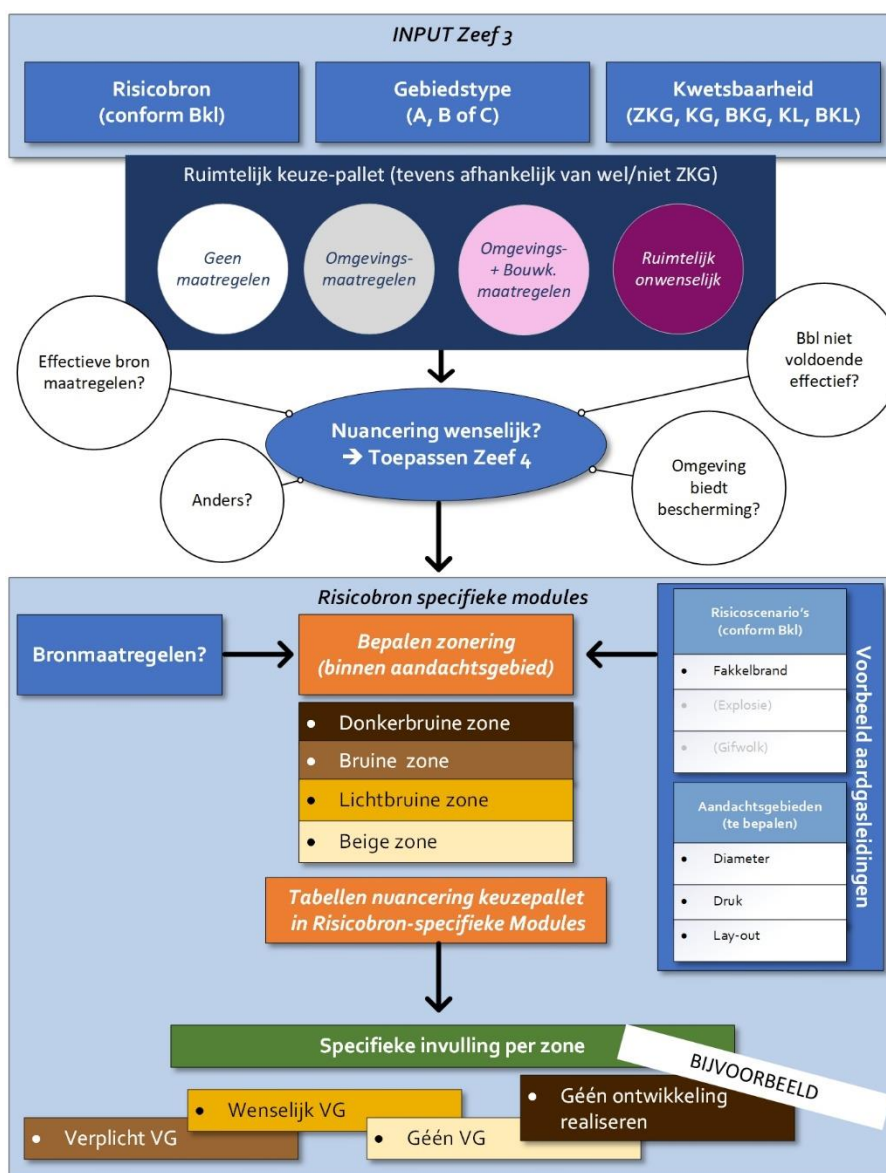 INPUT Zeef 3
Risicobron
(conform Bkl)
Gebiedstype
(A, B of C)
Kwetsbaarheid
(ZKG, KG, BKG, KL, BKL)
Ruimtelijk keuze-pallet (tevens afhankelijk van wel/niet ZKG)
Geen
maatregelen
Omgevings-
maatregelen
Omgevings-
+ Bouwk.
maatregelen
Ruimtelijk
onwenselijk
Effectieve bron
maatregelen?
Bbl niet
voldoende
effectief?
Nuancering wenselijk?
➔ Toepassen Zeef 4
Anders?
Omgeving
biedt
bescherming?
Risicobron specifieke modules
Bronmaatregelen?
Bepalen zonering
(binnen aandachtsgebied)
• Donkerbruine zone
• Bruine zone
• Lichtbruine zone
• Beige zone
Risicoscenario's
(conform Bkl)
• Fakkelbrand
• (Explosie)
• (Gifwolk)
Aandachtsgebieden
(te bepalen)
• Diameter
• Druk
• Lay-out
Voorbeeld aardgasleidingen
Tabellen nuancering keuzepallet
in Risicobron-specifieke Modules
Specifieke invulling per zone
BIJVOORBEELD
• Verplicht VG
• Wenselijk VG
• Géén VG
• Géén ontwikkeling
realiseren